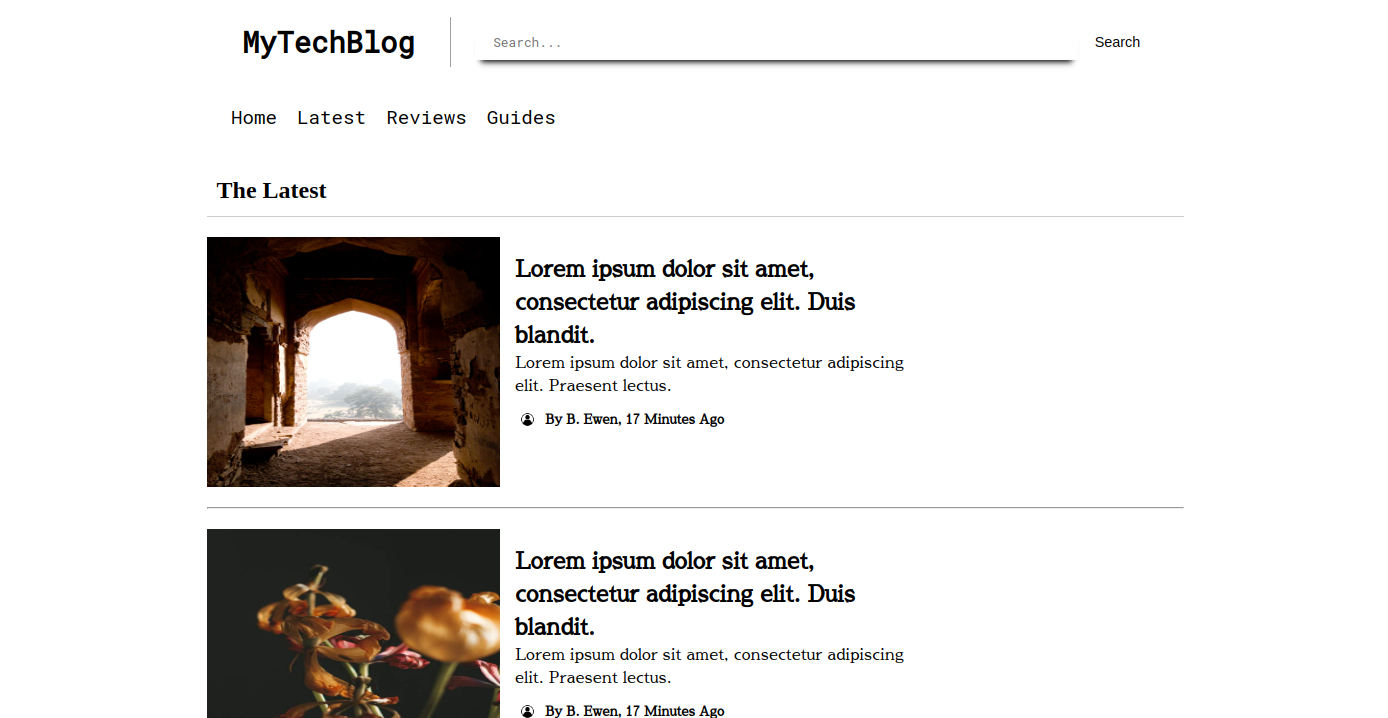 MyTechBlog
Search...
Search
Home Latest Reviews Guides
The Latest
Lorem ipsum dolor sit amet,
consectetur adipiscing elit. Duis
blandit.
Lorem ipsum dolor sit amet, consectetur adipiscing
elit. Praesent lectus.
By B. Ewen, 17 Minutes Ago
Lorem ipsum dolor sit amet,
consectetur adipiscing elit. Duis
blandit.
Lorem ipsum dolor sit amet, consectetur adipiscing
elit. Praesent lectus.
By B. Ewen, 17 Minutes Ago